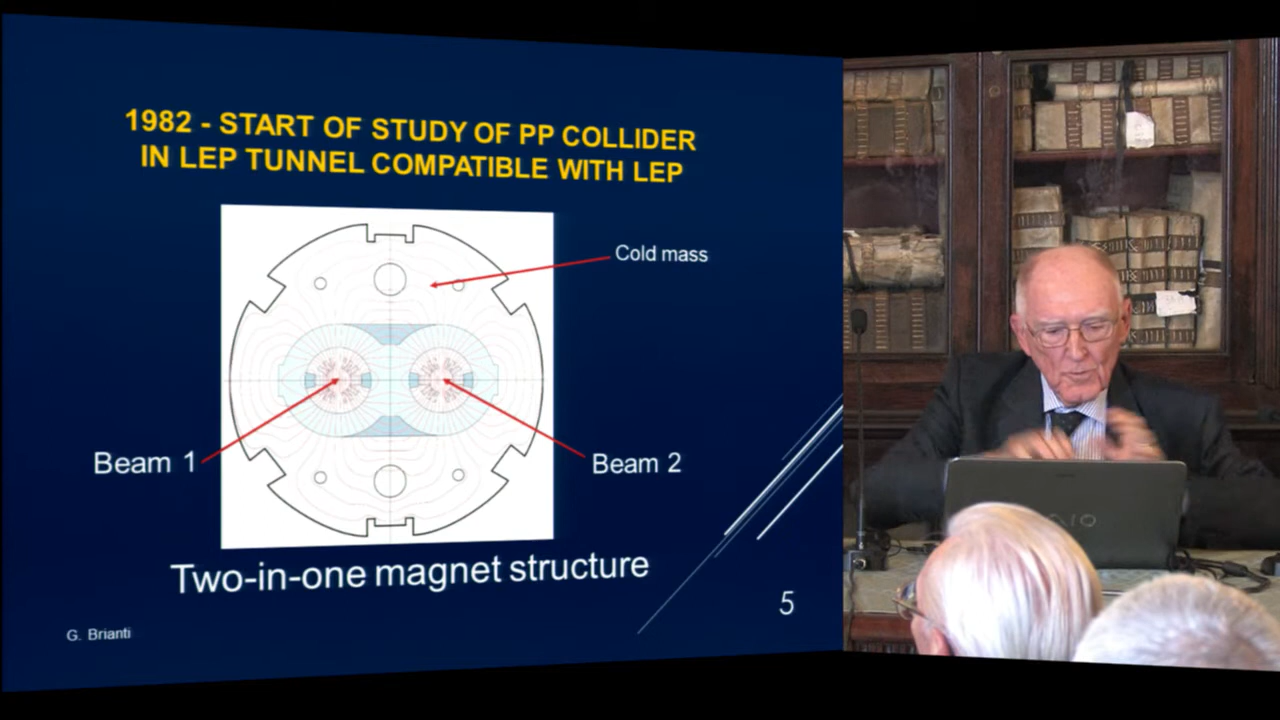 1982 - START OF STUDY OF PP COLLIDER
IN LEP TUNNEL COMPATIBLE WITH LEP
Cold mass
Beam 1
Beam 2
Two-in-one magnet structure
5
G. Brianti
VAIO